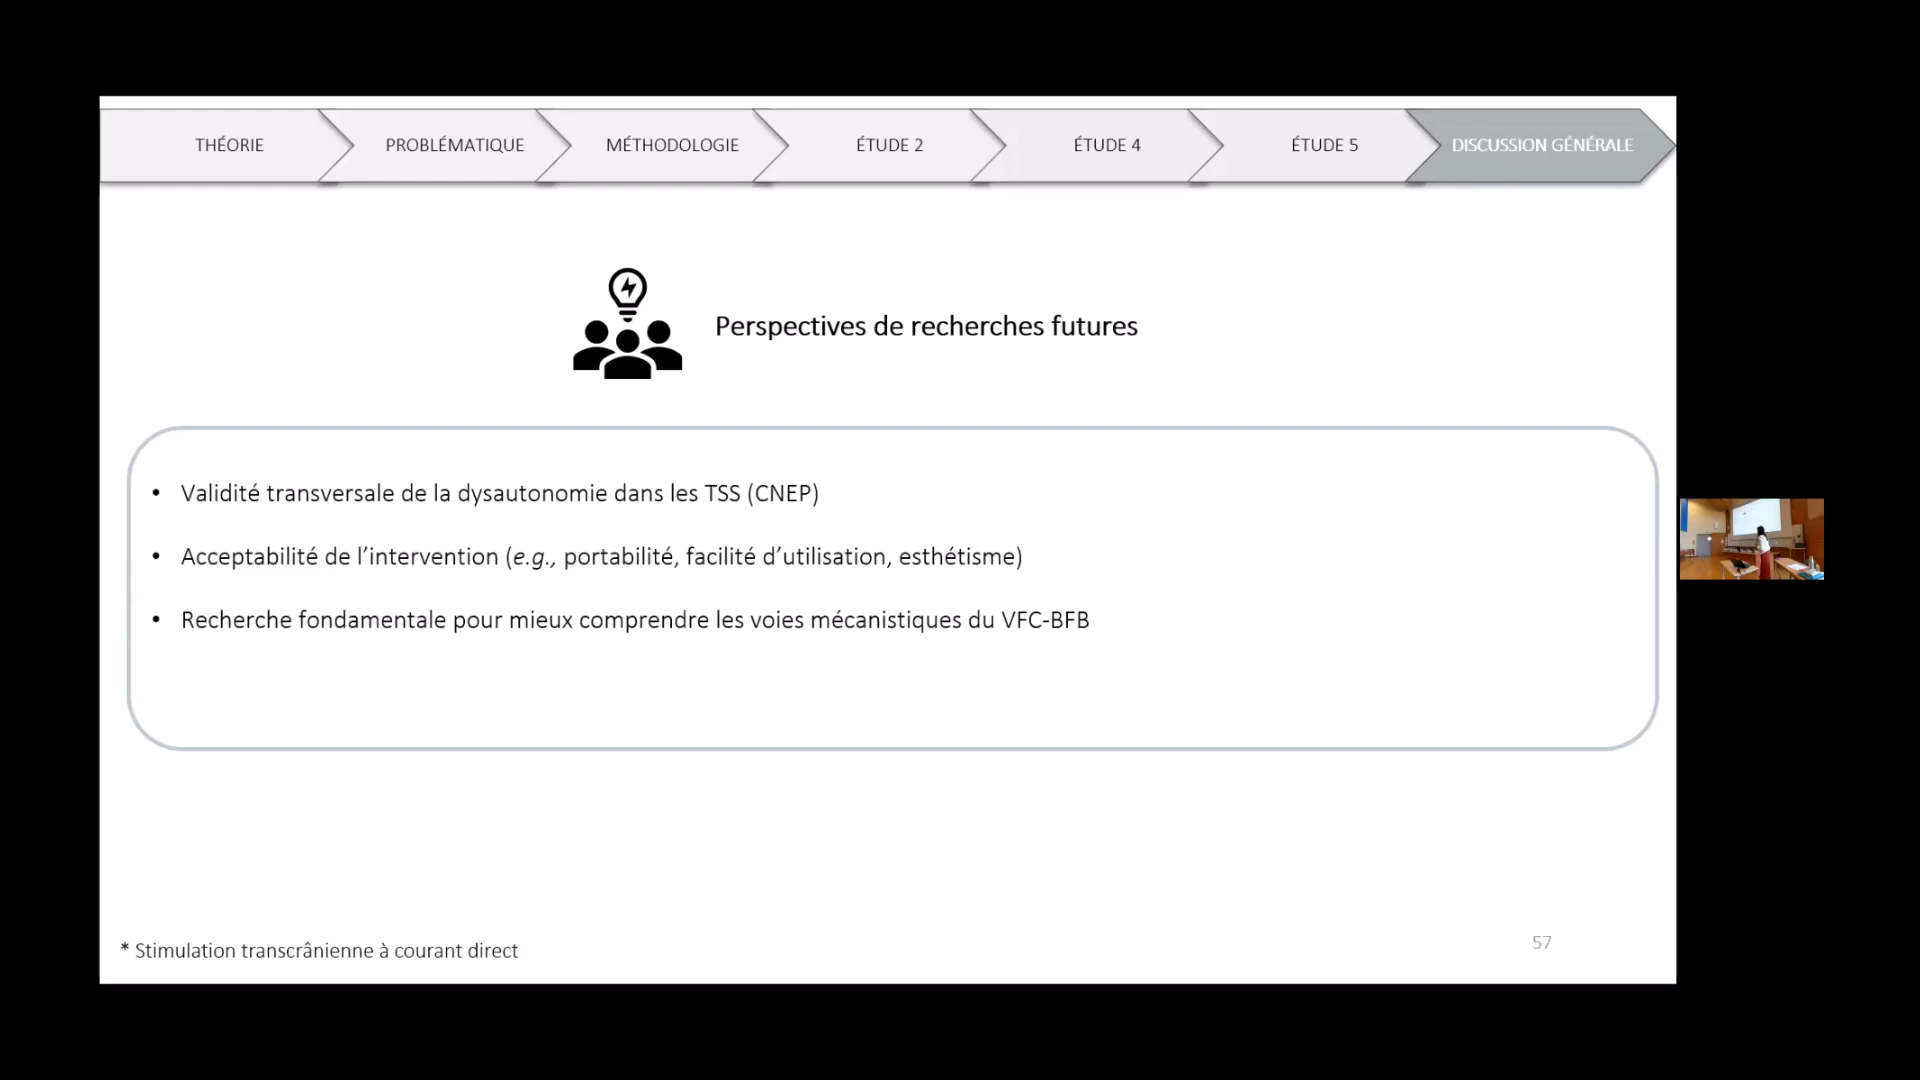 THÉORIE
PROBLÉMATIQUE
MÉTHODOLOGIE
ÉTUDE 2
ÉTUDE 4
ÉTUDE 5
DISCUSSION GÉNÉRALE
Perspectives de recherches futures
• Validité transversale de la dysautonomie dans les TSS (CNEP)
• Acceptabilité de l’intervention (e.g., portabilité, facilité d’utilisation, esthétisme)
• Recherche fondamentale pour mieux comprendre les voies mécanistiques du VFC-BFB
* Stimulation transcrânienne à courant direct
57